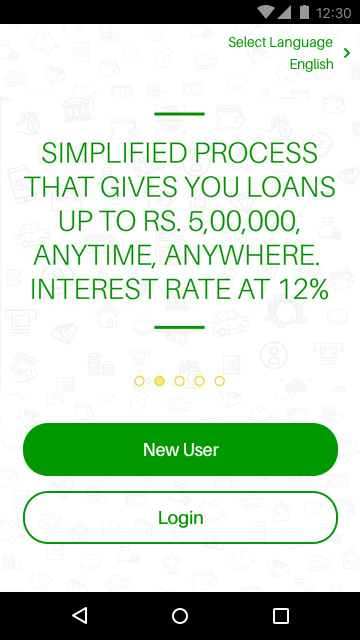 12:30
Select Language
English
SIMPLIFIED PROCESS
THAT GIVES YOU LOANS
UP TO RS. 5,00,000,
ANYTIME, ANYWHERE.
INTEREST RATE AT 12%
New User
Login